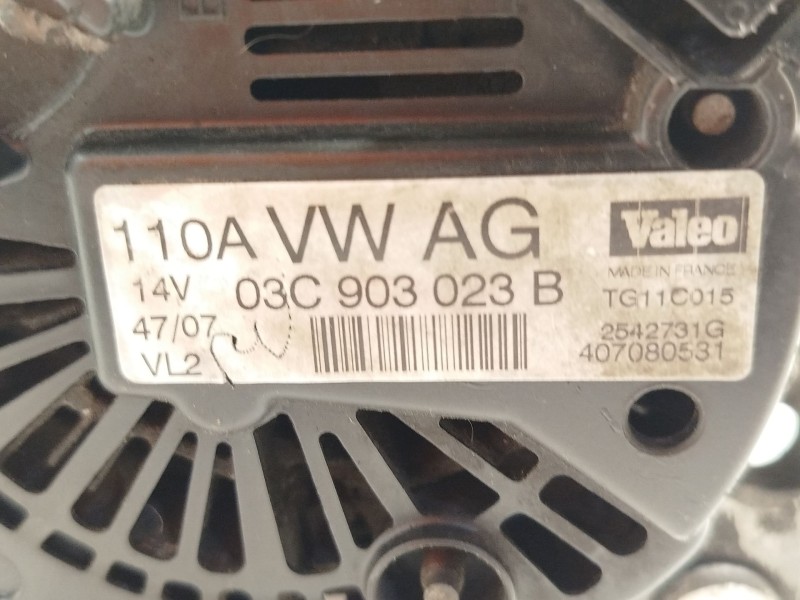 110A VW AG Valeo
MADE IN FRANCE
14V 03C 903 023 B TG11C015
47/07 2542731G
VL2 407080531